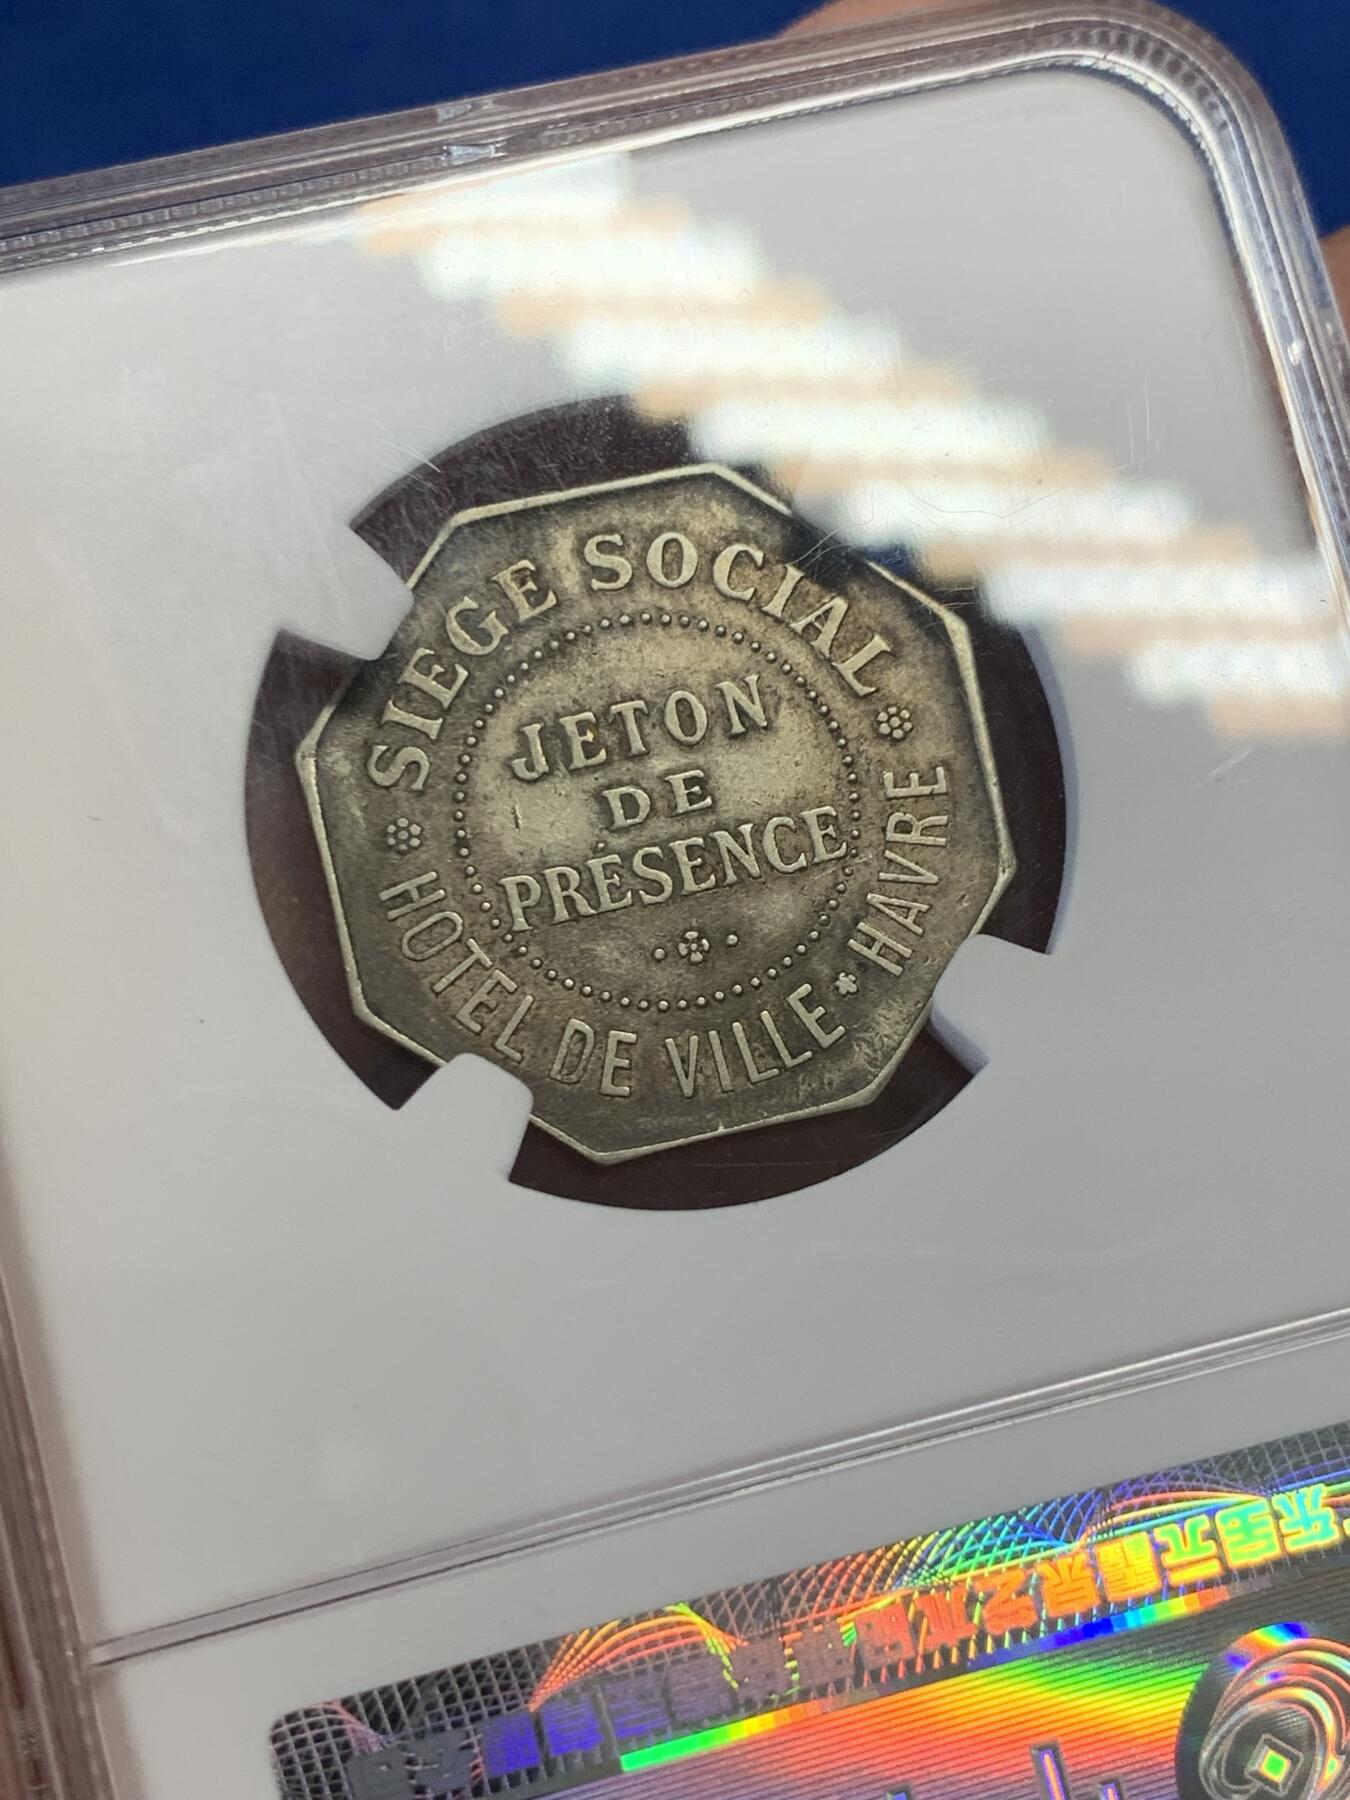 SIEGE SOCIAL
JETON
DE
PRÉSENCE
HOTEL DE VILLE HAVRE